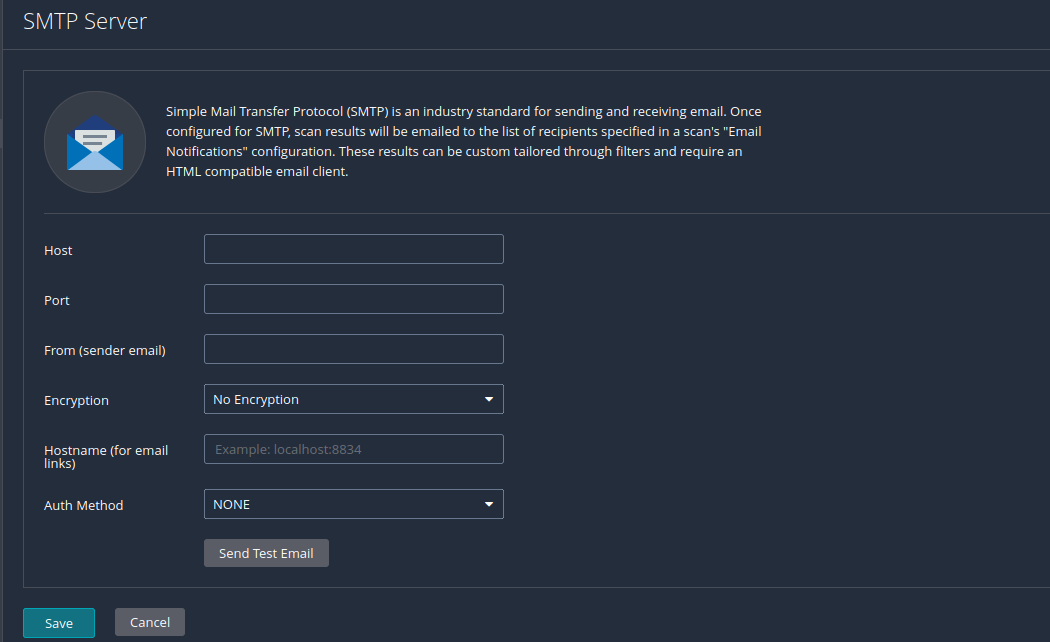 SMTP Server
Simple Mail Transfer Protocol (SMTP) is an industry standard for sending and receiving email. Once
configured for SMTP, scan results will be emailed to the list of recipients specified in a scan's "Email
Notifications" configuration. These results can be custom tailored through filters and require an
HTML compatible email client.
Host
Port
From (sender email)
Encryption
No Encryption
Hostname (for email
links)
Example: localhost:8834
Auth Method
NONE
Send Test Email
Save
Cancel